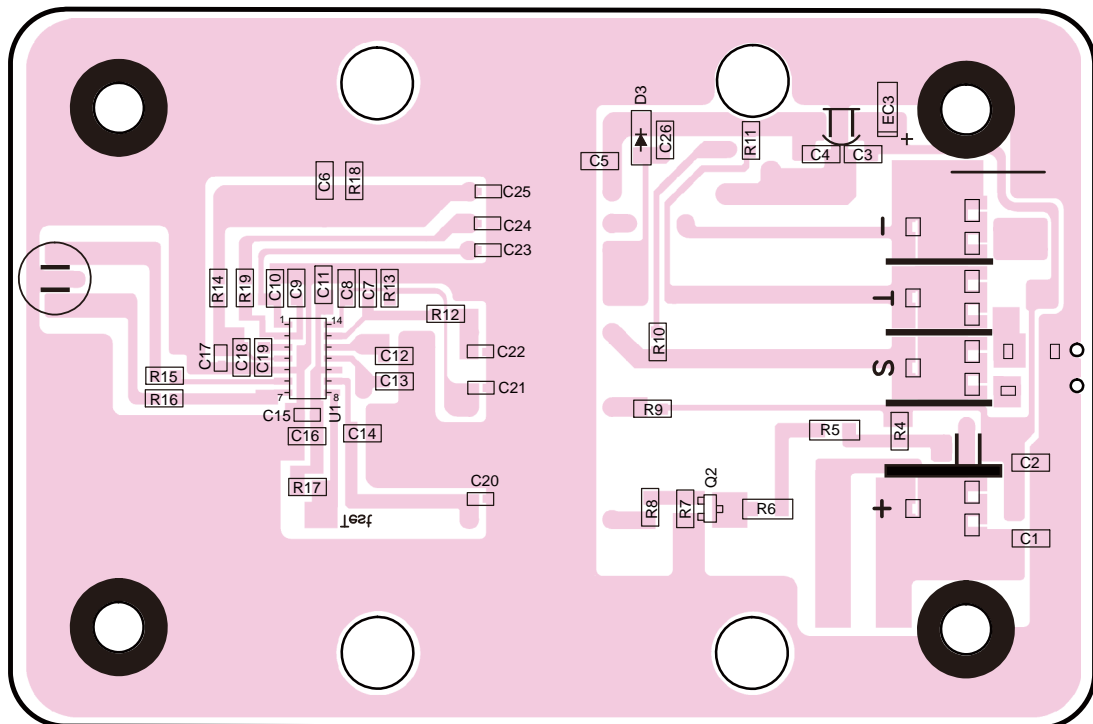 D3
C26
R11
EC3
+
C5
C4
C3
C6
R18
C25
C24
C23
−
R14
R19
C10
C9
C11
C8
C7
R13
T
R12
1
14
C17
C18
C19
C12
C22
R10
S
R15
C13
C21
R16
7
8
C15
U1
R9
C16
C14
R5
R4
C2
R17
C20
Q2
R8
R7
R6
+
Test
C1